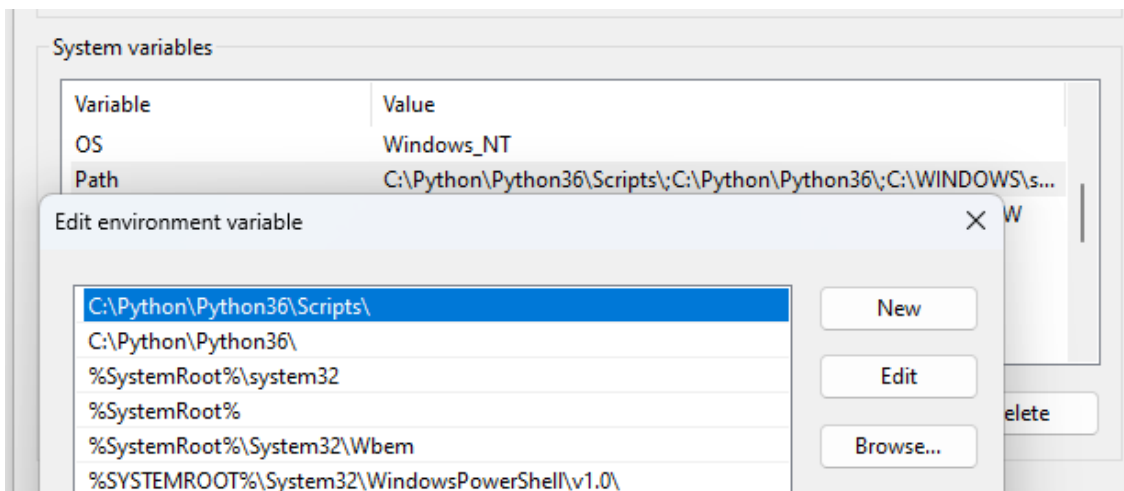 System variables
Variable Value
OS Windows_NT
Path C:\Python\Python36\Scripts\;C:\Python\Python36\;C:\WINDOWS\s...
W
Edit environment variable
C:\Python\Python36\Scripts\ New
C:\Python\Python36\
%SystemRoot%\system32 Edit
%SystemRoot% elete
%SystemRoot%\System32\Wbem Browse...
%SYSTEMROOT%\System32\WindowsPowerShell\v1.0\